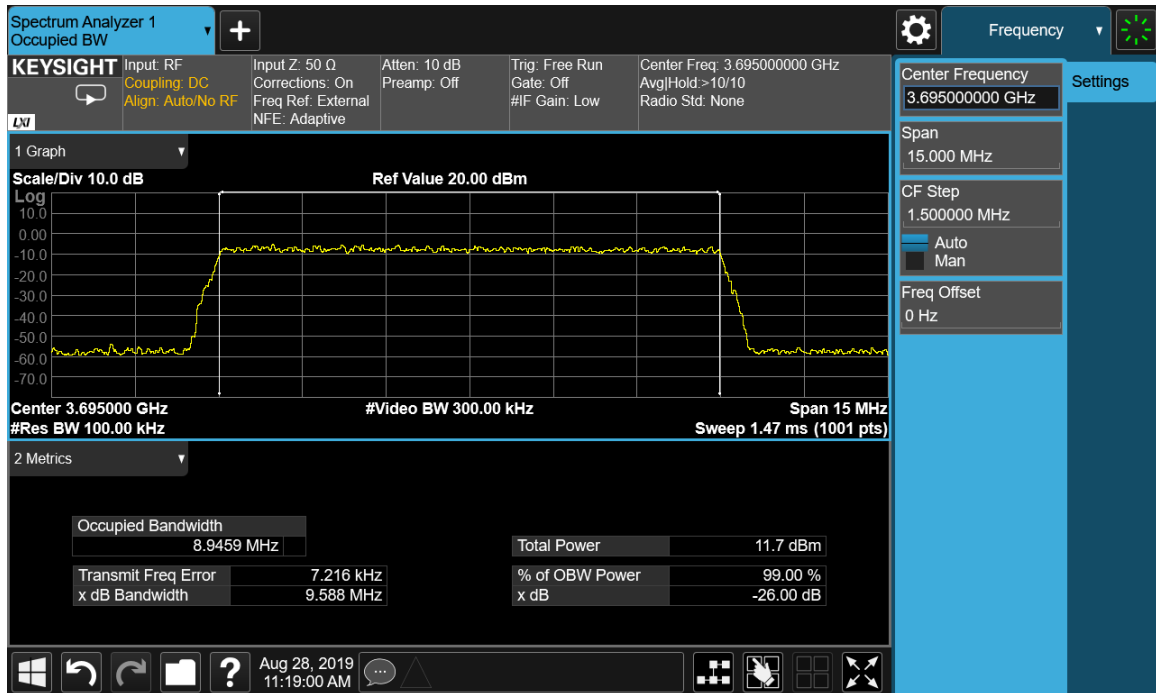 Spectrum Analyzer 1
Occupied BW
Frequency
KEYSIGHT
LXI
Input: RF
Coupling: DC
Align: Auto/No RF
Input Z: 50 Ω
Corrections: On
Freq Ref: External
NFE: Adaptive
Atten: 10 dB
Preamp: Off
Trig: Free Run
Gate: Off
#IF Gain: Low
Center Freq: 3.695000000 GHz
Avg|Hold:>10/10
Radio Std: None
Center Frequency
3.695000000 GHz
Settings
Span
15.000 MHz
CF Step
1.500000 MHz
Auto
Man
Freq Offset
0 Hz
1 Graph
Scale/Div 10.0 dB
Ref Value 20.00 dBm
Log
10.0
0.00
-10.0
-20.0
-30.0
-40.0
-50.0
-60.0
-70.0
Center 3.695000 GHz
#Video BW 300.00 kHz
Span 15 MHz
#Res BW 100.00 kHz
Sweep 1.47 ms (1001 pts)
2 Metrics
Occupied Bandwidth
8.9459 MHz
Total Power 11.7 dBm
Transmit Freq Error 7.216 kHz
% of OBW Power 99.00 %
x dB Bandwidth 9.588 MHz
x dB -26.00 dB
?
Aug 28, 2019
11:19:00 AM